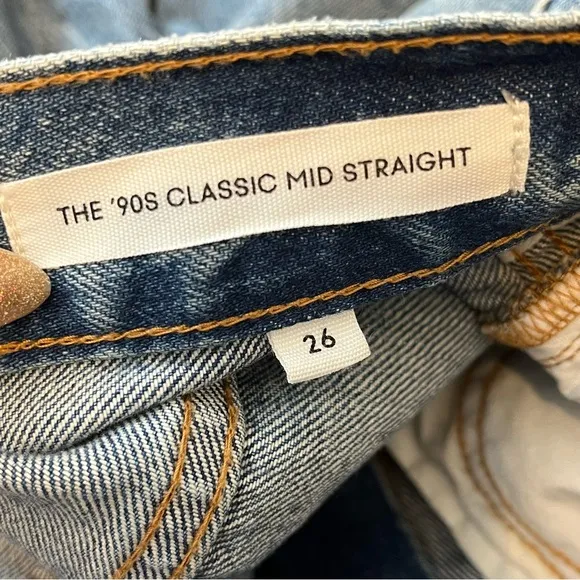 THE '90S CLASSIC MID STRAIGHT
26